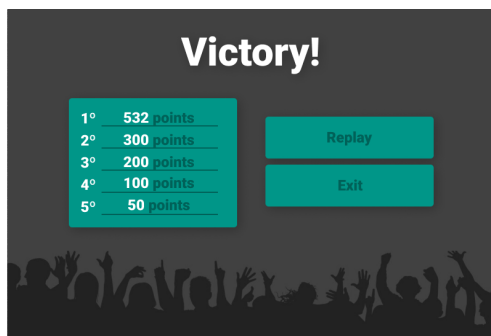 Victory!
1º 532 points
2º 300 points
3º 200 points
4º 100 points
5º 50 points
Replay
Exit